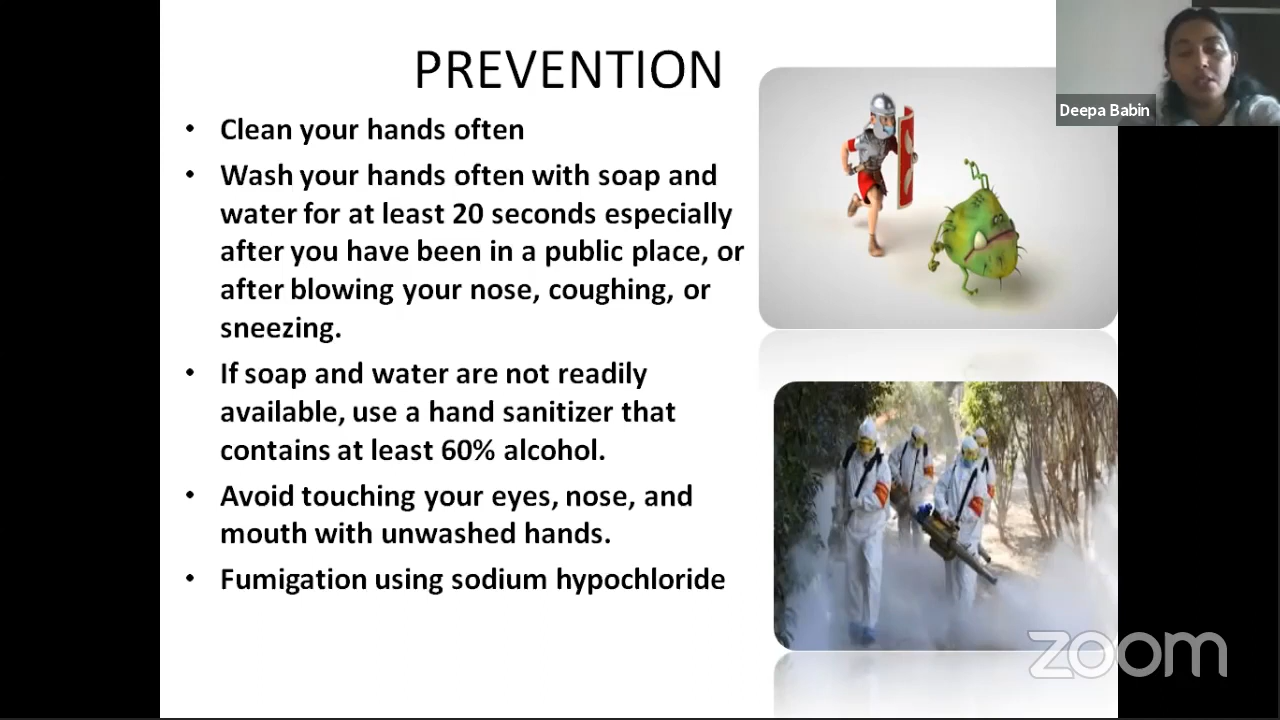 PREVENTION
• Clean your hands often
• Wash your hands often with soap and
water for at least 20 seconds especially
after you have been in a public place, or
after blowing your nose, coughing, or
sneezing.
• If soap and water are not readily
available, use a hand sanitizer that
contains at least 60% alcohol.
• Avoid touching your eyes, nose, and
mouth with unwashed hands.
• Fumigation using sodium hypochloride
Deepa Babin
zoom